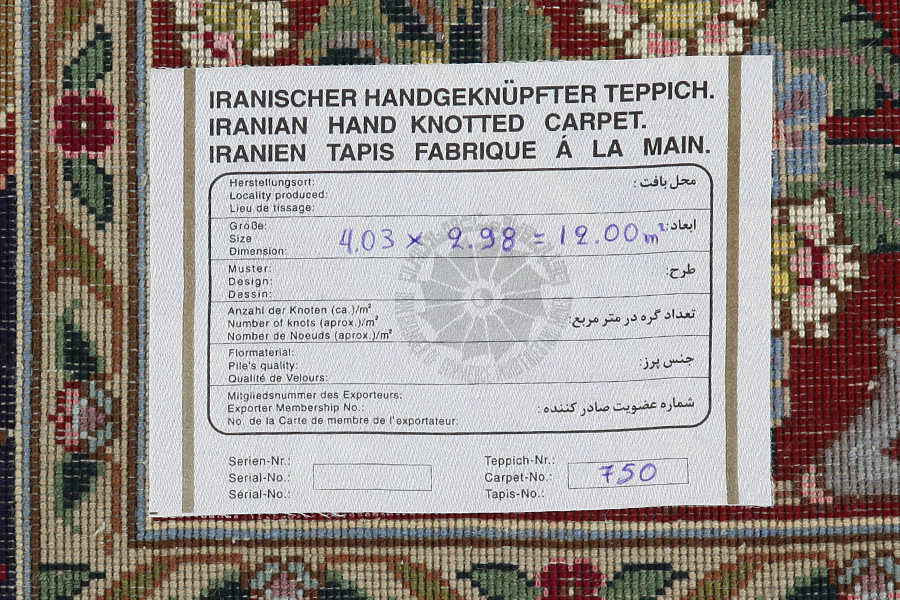 IRANISCHER HANDGEKNÜPFTER TEPPICH.
IRANIAN HAND KNOTTED CARPET.
IRANIEN TAPIS FABRIQUE Á LA MAIN.
Herstellungsort:
Locality produced:
Lieu de tissage:
محل بافت:
Größe:
Size
Dimension:
4.03 × 2.98 = 12.00 m²
ابعاد:
Muster:
Design:
Dessin:
طرح:
Anzahl der Knoten (ca.)/m²
Number of knots (aprox.)/m²
Nombre de Noeuds (aprox.)/m²
تعداد گره در متر مربع:
Flormaterial:
Pile's quality:
Qualité de Velours:
جنس پرز:
Mitgliedsnummer des Exporteurs:
Exporter Membership No.:
No. de la Carte de membre de l'exportateur:
شماره عضویت صادر کننده:
Serien-Nr.:
Serial-No.:
Sérial-No.:
Teppich-Nr.:
Carpet-No.:
Tapis-No.:
750